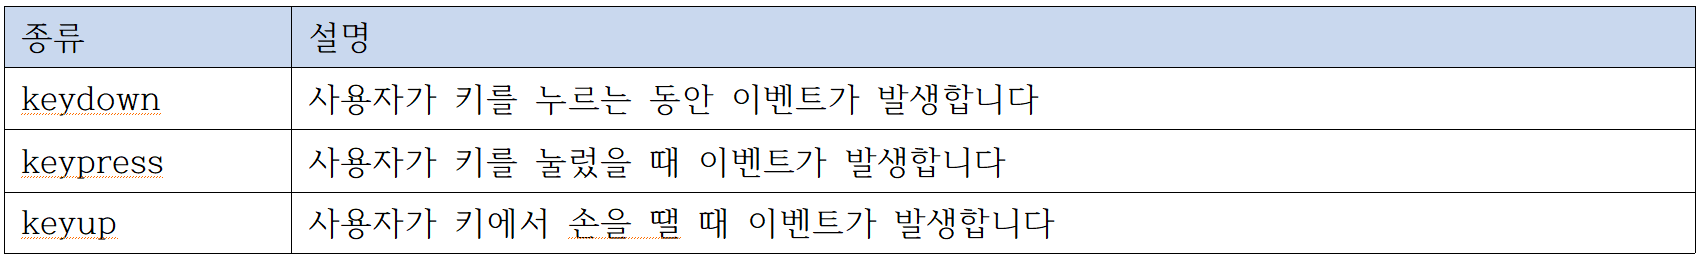 종류 설명
keydown 사용자가 키를 누르는 동안 이벤트가 발생합니다
keypress 사용자가 키를 눌렀을 때 이벤트가 발생합니다
keyup 사용자가 키에서 손을 땔 때 이벤트가 발생합니다